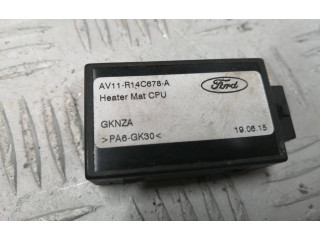 AV11-R14C678-A
Ford
Heater Mat CPU
GKNZA
19.06.15
>PA6-GK30<